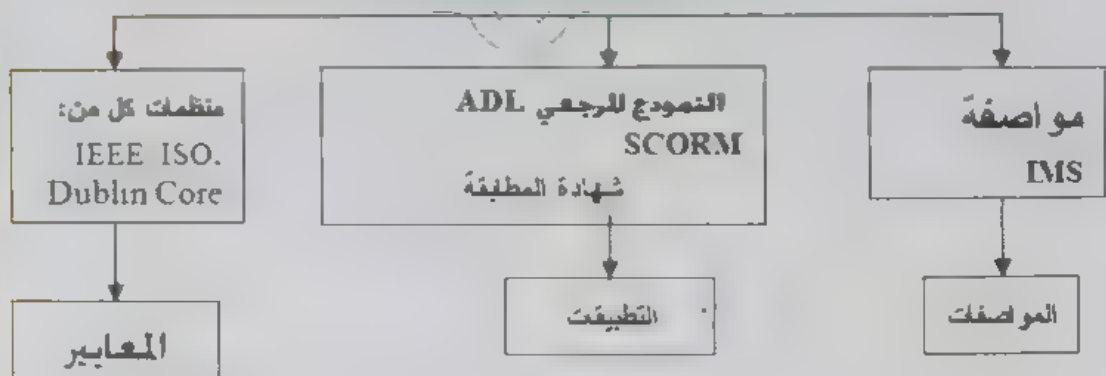 مواصفة
IMS
النموذج المرجعي ADL
SCORM
شهادة المطابقة
منظمات كل من:
IEEE ISO.
Dublin Core
المواصفات
التطبيقات
المعايير